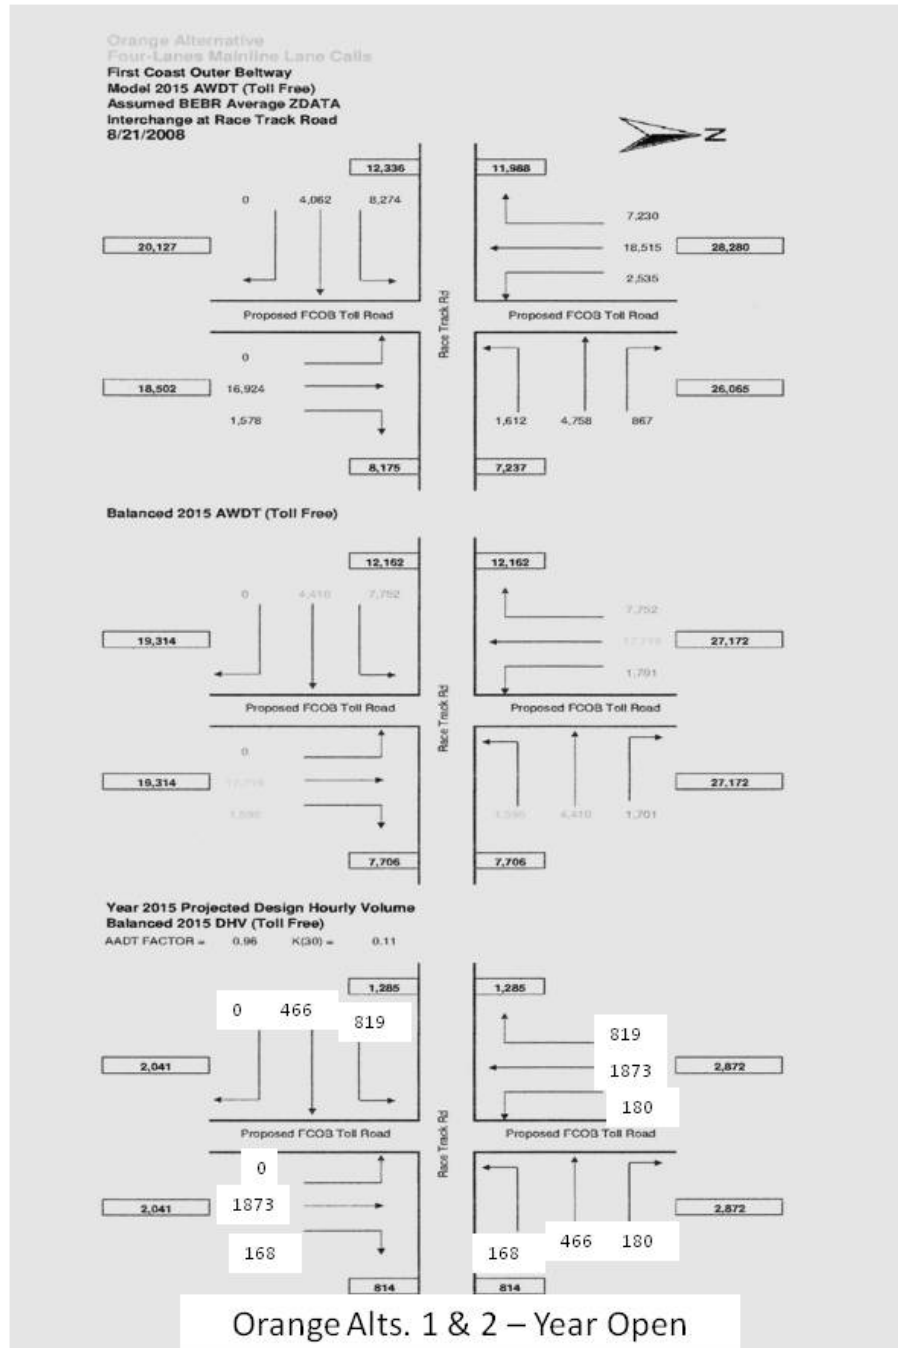 Orange Alternative
Four-Lanes Mainline Lane Calls
First Coast Outer Beltway
Model 2015 AWDT (Toll Free)
Assumed BEBR Average ZDATA
Interchange at Race Track Road
8/21/2008
N
12,336 11,988
0 4,062 8,274
7,230
20,127 18,515 28,280
2,535
Proposed FCOB Toll Road Proposed FCOB Toll Road
Race Track Rd
0
18,502 16,924 26,065
1,578 1,612 4,758 867
8,175 7,237
Balanced 2015 AWDT (Toll Free)
12,162 12,162
0 4,410 7,752
7,752
19,314 27,172
Proposed FCOB Toll Road Proposed FCOB Toll Road
Race Track Rd
0
19,314 27,172
4,410 1,701
7,706 7,706
Year 2015 Projected Design Hourly Volume
Balanced 2015 DHV (Toll Free)
AADT FACTOR = 0.96 K(30) = 0.11
1,285 1,285
0 466 819
819
2,041 1873 2,872
180
Proposed FCOB Toll Road Proposed FCOB Toll Road
Race Track Rd
0
2,041 1873 2,872
168 168 466 180
814 814
Orange Alts. 1 & 2 – Year Open